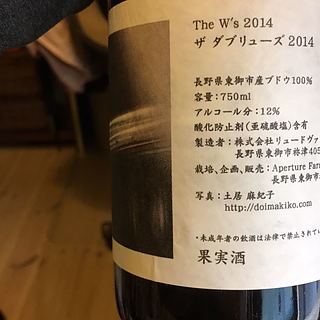 The W's 2014
ザ ダブリューズ 2014
長野県東御市産ブドウ100%
容量：750ml
アルコール分：12%
酸化防止剤（亜硫酸塩）含有
製造者：株式会社リュードヴァ
長野県東御市祢津405
栽培、企画、販売：Aperture Far
長野県東御市
写真：土居 麻紀子
http://doimakiko.com
・未成年者の飲酒は法律で禁止されてい
果実酒